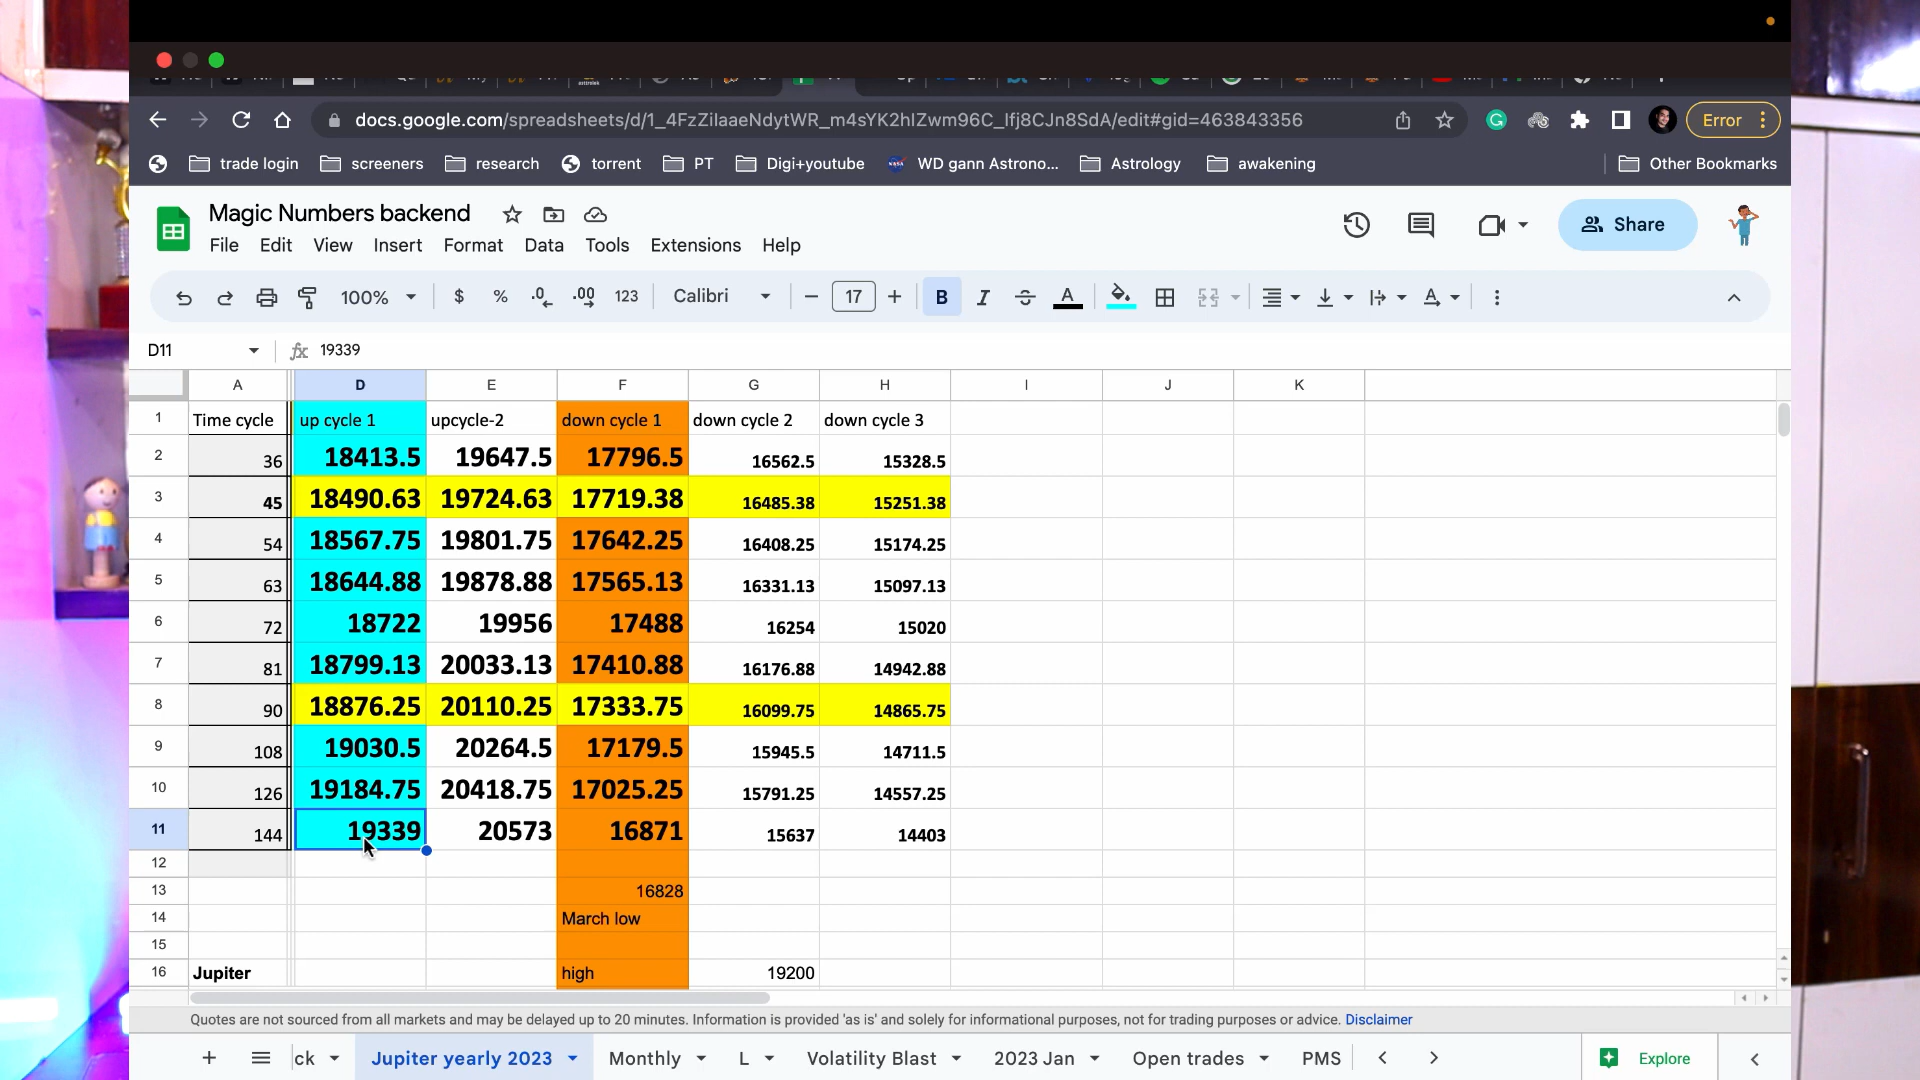 docs.google.com/spreadsheets/d/1_4FzZilaaeNdytWR_m4sYK2hIZwm96C_Ifj8CJn8SdA/edit#gid=463843356
Error
trade login
screeners
research
torrent
PT
Digi+youtube
WD gann Astrono...
Astrology
awakening
Other Bookmarks
Magic Numbers backend
File Edit View Insert Format Data Tools Extensions Help
Share
100% $ % .0 .00 123 Calibri 17 B I A
D11 fx 19339
A D E F G H I J K
1 Time cycle up cycle 1 upcycle-2 down cycle 1 down cycle 2 down cycle 3
2 36 18413.5 19647.5 17796.5 16562.5 15328.5
3 45 18490.63 19724.63 17719.38 16485.38 15251.38
4 54 18567.75 19801.75 17642.25 16408.25 15174.25
5 63 18644.88 19878.88 17565.13 16331.13 15097.13
6 72 18722 19956 17488 16254 15020
7 81 18799.13 20033.13 17410.88 16176.88 14942.88
8 90 18876.25 20110.25 17333.75 16099.75 14865.75
9 108 19030.5 20264.5 17179.5 15945.5 14711.5
10 126 19184.75 20418.75 17025.25 15791.25 14557.25
11 144 19339 20573 16871 15637 14403
12
13 16828
14 March low
15
16 Jupiter high 19200
Quotes are not sourced from all markets and may be delayed up to 20 minutes. Information is provided 'as is' and solely for informational purposes, not for trading purposes or advice. Disclaimer
ck Jupiter yearly 2023 Monthly L Volatility Blast 2023 Jan Open trades PMS Explore